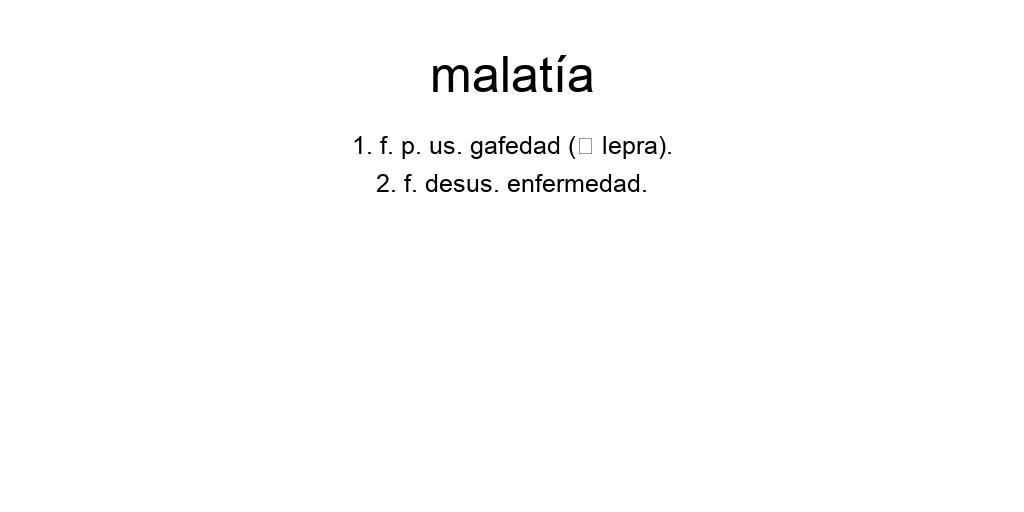 malatía
1. f. p. us. gafedad (□ lepra).
2. f. desus. enfermedad.